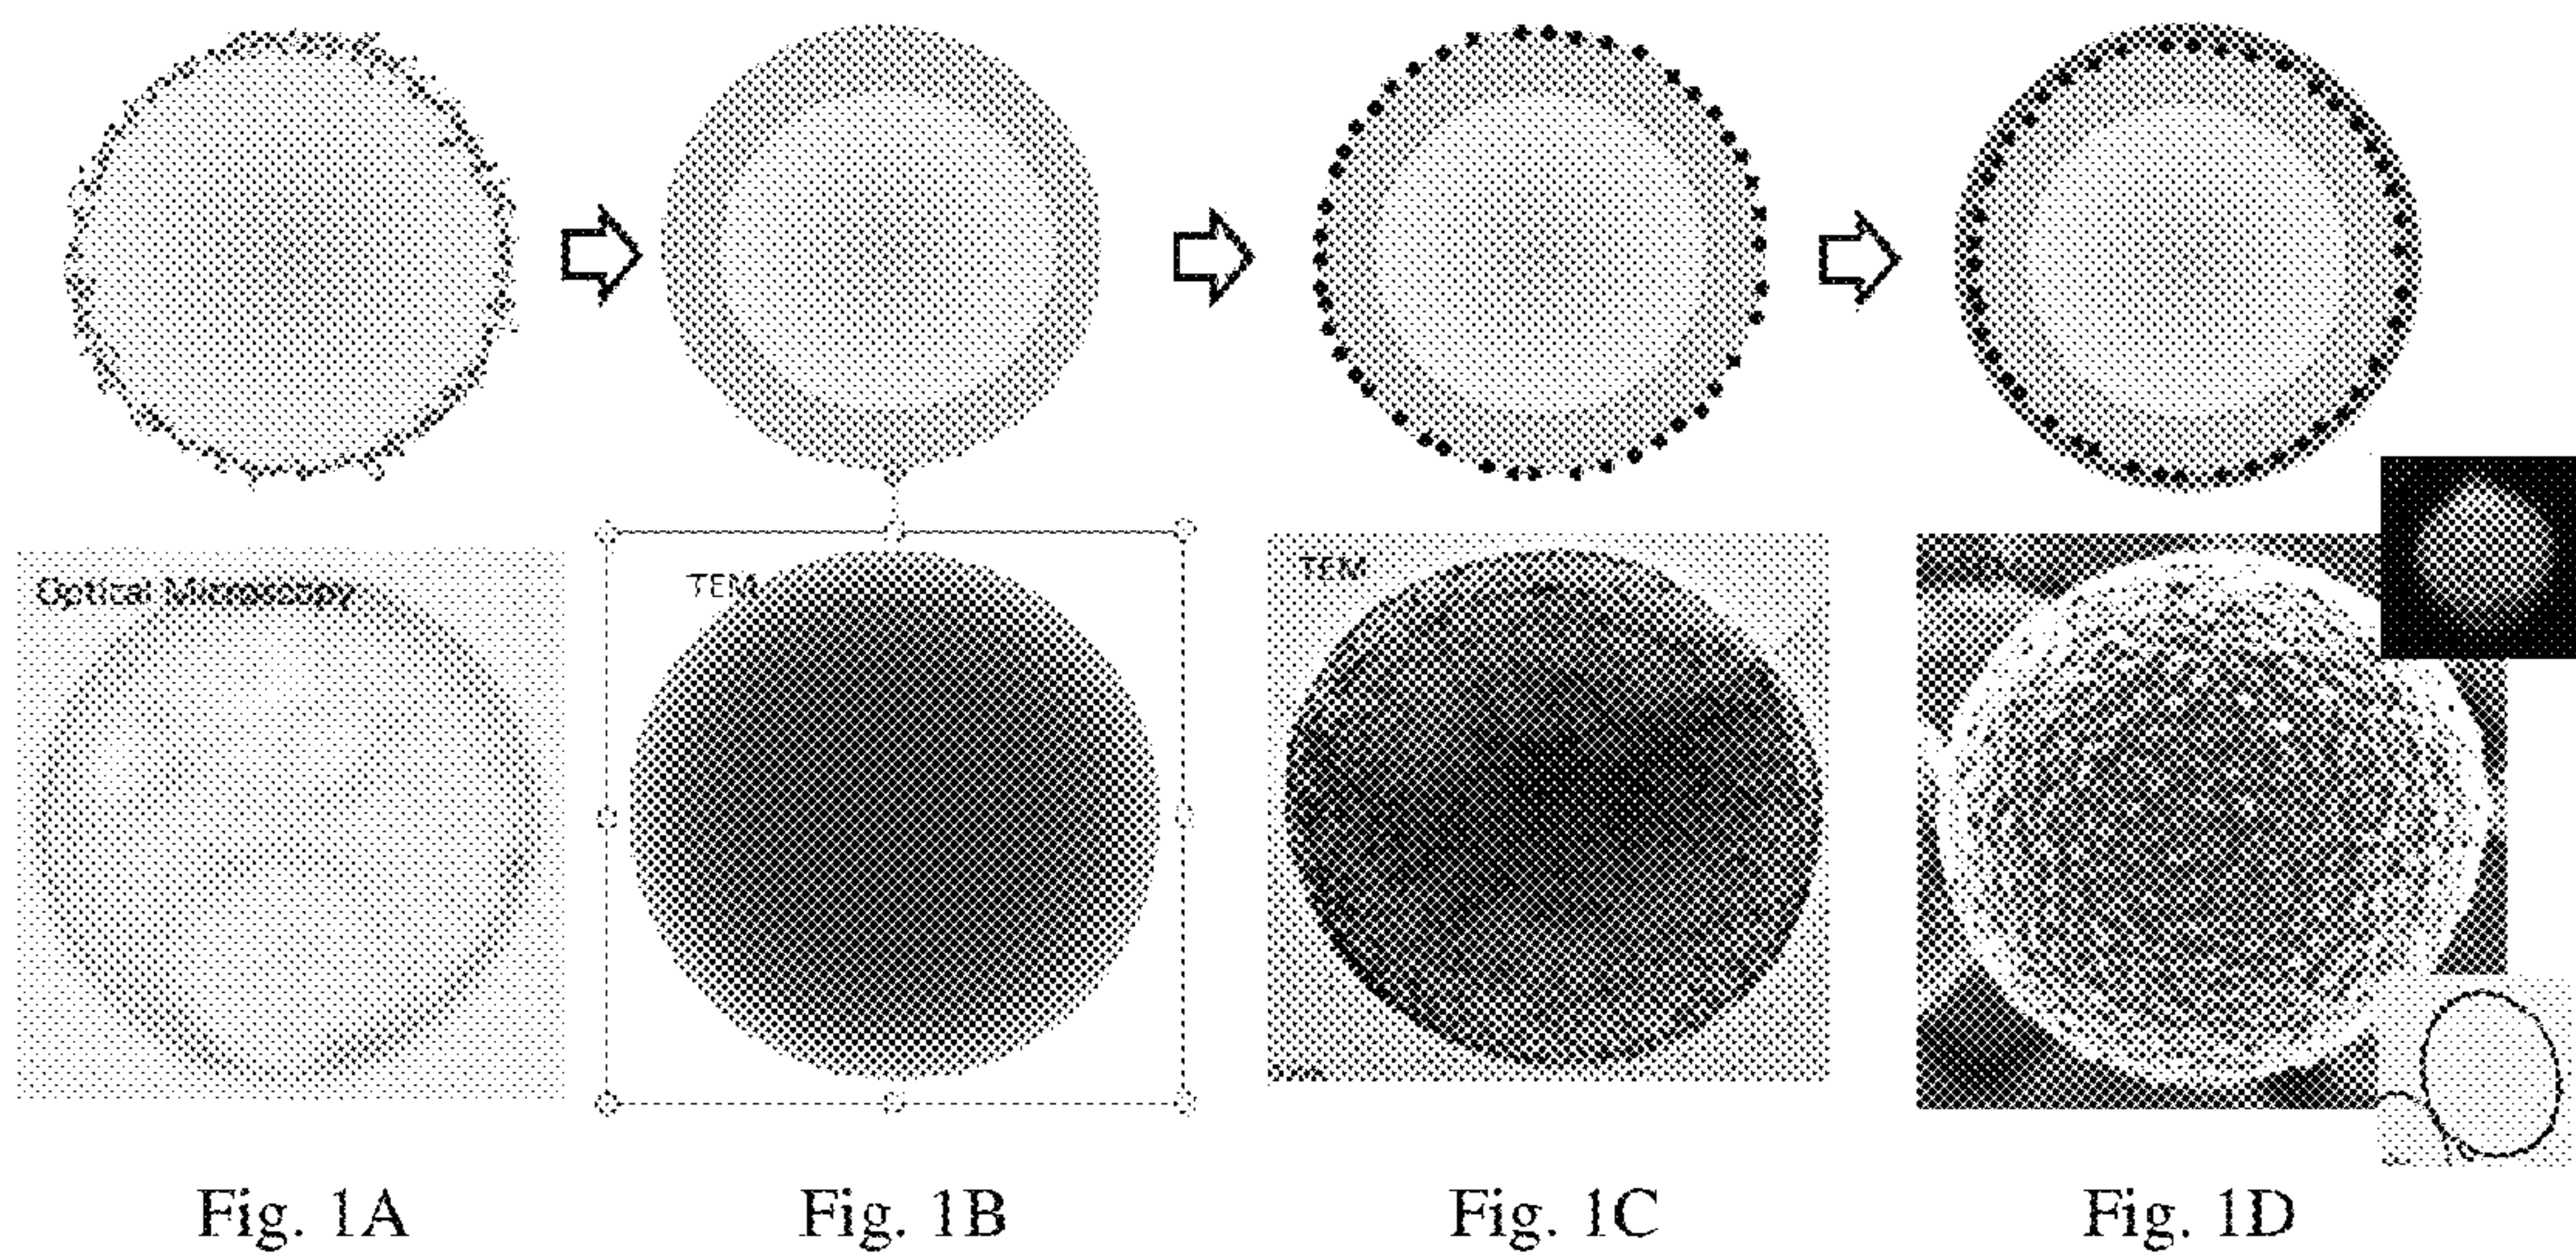 Optical Microscopy
TEM
TEM
Fig. 1A
Fig. 1B
Fig. 1C
Fig. 1D